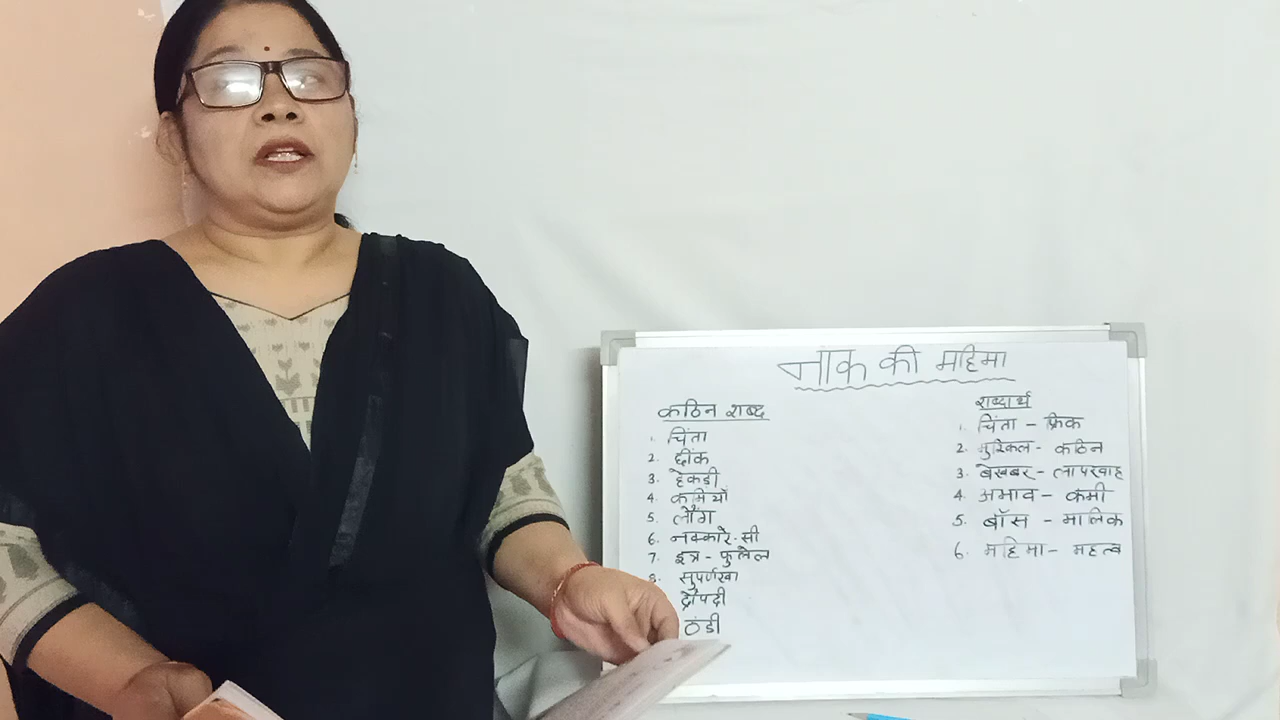 नाक की महिमा
कठिन शब्द
1. चिंता
2. छींक
3. हेकडी
4. कमियाँ
5. लौंग
6. नक्कारे-सी
7. इत्र - फुलेल
8. सुपर्णखा
द्रौपदी
ठंडी
शब्दार्थ
1. चिंता - फ़िक्र
2. मुश्किल - कठिन
3. बेखबर - लापरवाह
4. अभाव - कमी
5. बॉस - मालिक
6. महिमा - महत्व